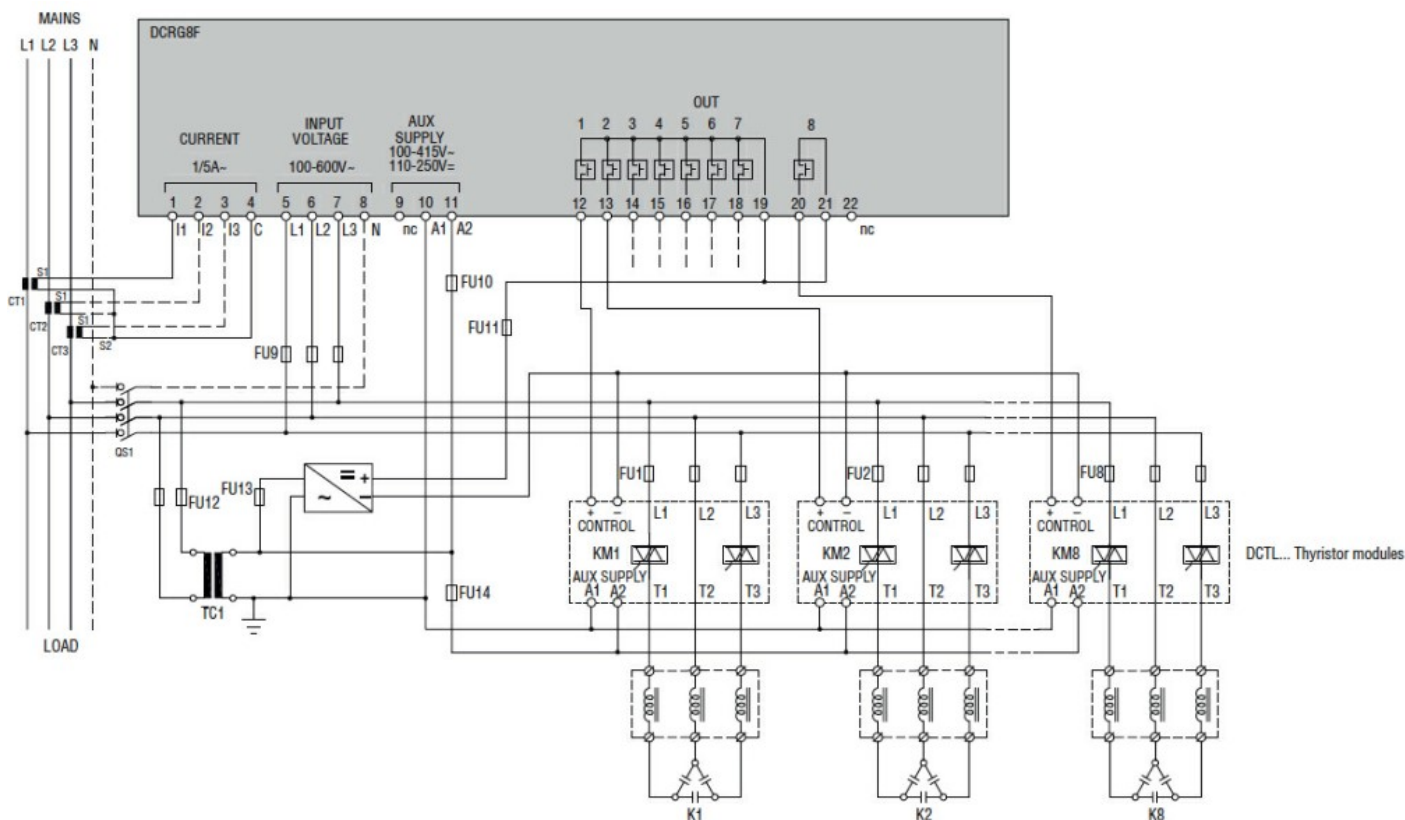 MAINS
L1 L2 L3 N
DCRG8F
OUT
1 2 3 4 5 6 7 8
CURRENT
1/5A~
INPUT
VOLTAGE
100-600V~
AUX
SUPPLY
100-415V~
110-250V=
1 2 3 4 5 6 7 8 9 10 11 12 13 14 15 16 17 18 19 20 21 22
I1 I2 I3 C L1 L2 L3 N nc A1 A2 nc
S1
CT1
S1
CT2
S1
CT3
S2
FU10
FU11
FU9
QS1
FU12
FU13
= + ~ −
FU1
FU2
FU8
+ − L1 L2 L3
CONTROL
KM1
AUX SUPPLY
A1 A2 T1 T2 T3
+ − L1 L2 L3
CONTROL
KM2
AUX SUPPLY
A1 A2 T1 T2 T3
+ − L1 L2 L3
CONTROL
KM8
AUX SUPPLY
A1 A2 T1 T2 T3
DCTL... Thyristor modules
FU14
TC1
LOAD
K1
K2
K8